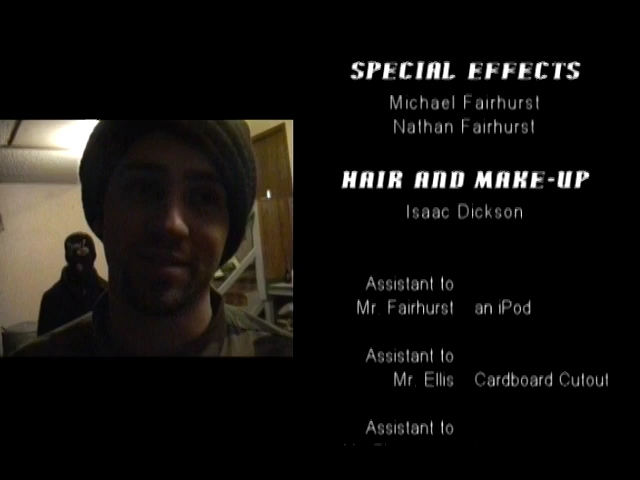 SPECIAL EFFECTS
Michael Fairhurst
Nathan Fairhurst
HAIR AND MAKE-UP
Isaac Dickson
Assistant to
Mr. Fairhurst an iPod
Assistant to
Mr. Ellis Cardboard Cutout
Assistant to